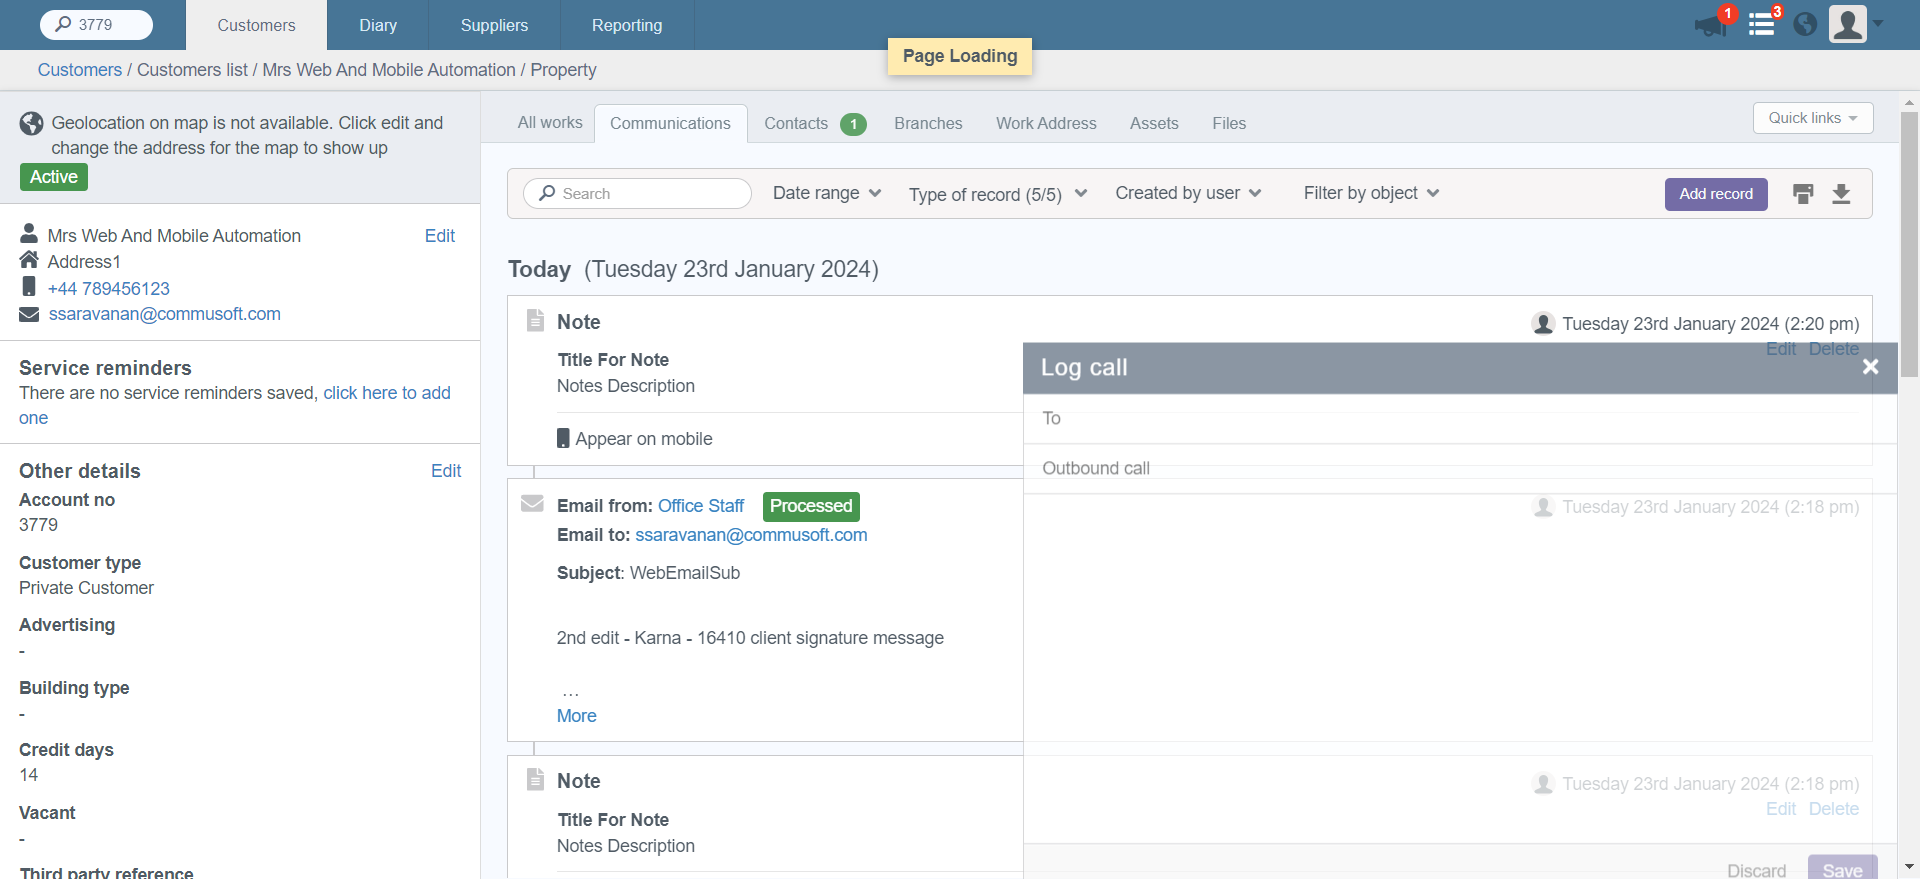 3779
Customers
Diary
Suppliers
Reporting
1
3
Page Loading
Customers / Customers list / Mrs Web And Mobile Automation / Property
Geolocation on map is not available. Click edit and
change the address for the map to show up
Active
Mrs Web And Mobile Automation
Edit
Address1
+44 789456123
ssaravanan@commusoft.com
Service reminders
There are no service reminders saved, click here to add
one
Other details
Edit
Account no
3779
Customer type
Private Customer
Advertising
-
Building type
-
Credit days
14
Vacant
-
Third party reference
All works
Communications
Contacts 1
Branches
Work Address
Assets
Files
Quick links
Search
Date range
Type of record (5/5)
Created by user
Filter by object
Add record
Today (Tuesday 23rd January 2024)
Note
Tuesday 23rd January 2024 (2:20 pm)
Edit Delete
Title For Note
Notes Description
Appear on mobile
Email from: Office Staff Processed
Tuesday 23rd January 2024 (2:18 pm)
Email to: ssaravanan@commusoft.com
Subject: WebEmailSub
2nd edit - Karna - 16410 client signature message
...
More
Note
Tuesday 23rd January 2024 (2:18 pm)
Edit Delete
Title For Note
Notes Description
Log call
To
Outbound call
Discard
Save